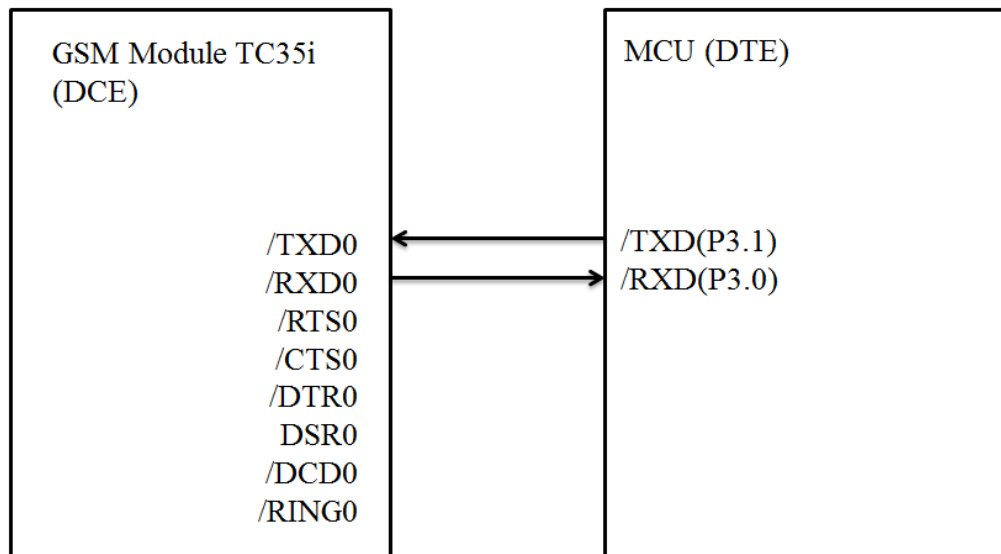 GSM Module TC35i
(DCE)
/TXD0
/RXD0
/RTS0
/CTS0
/DTR0
DSR0
/DCD0
/RING0
MCU (DTE)
/TXD(P3.1)
/RXD(P3.0)